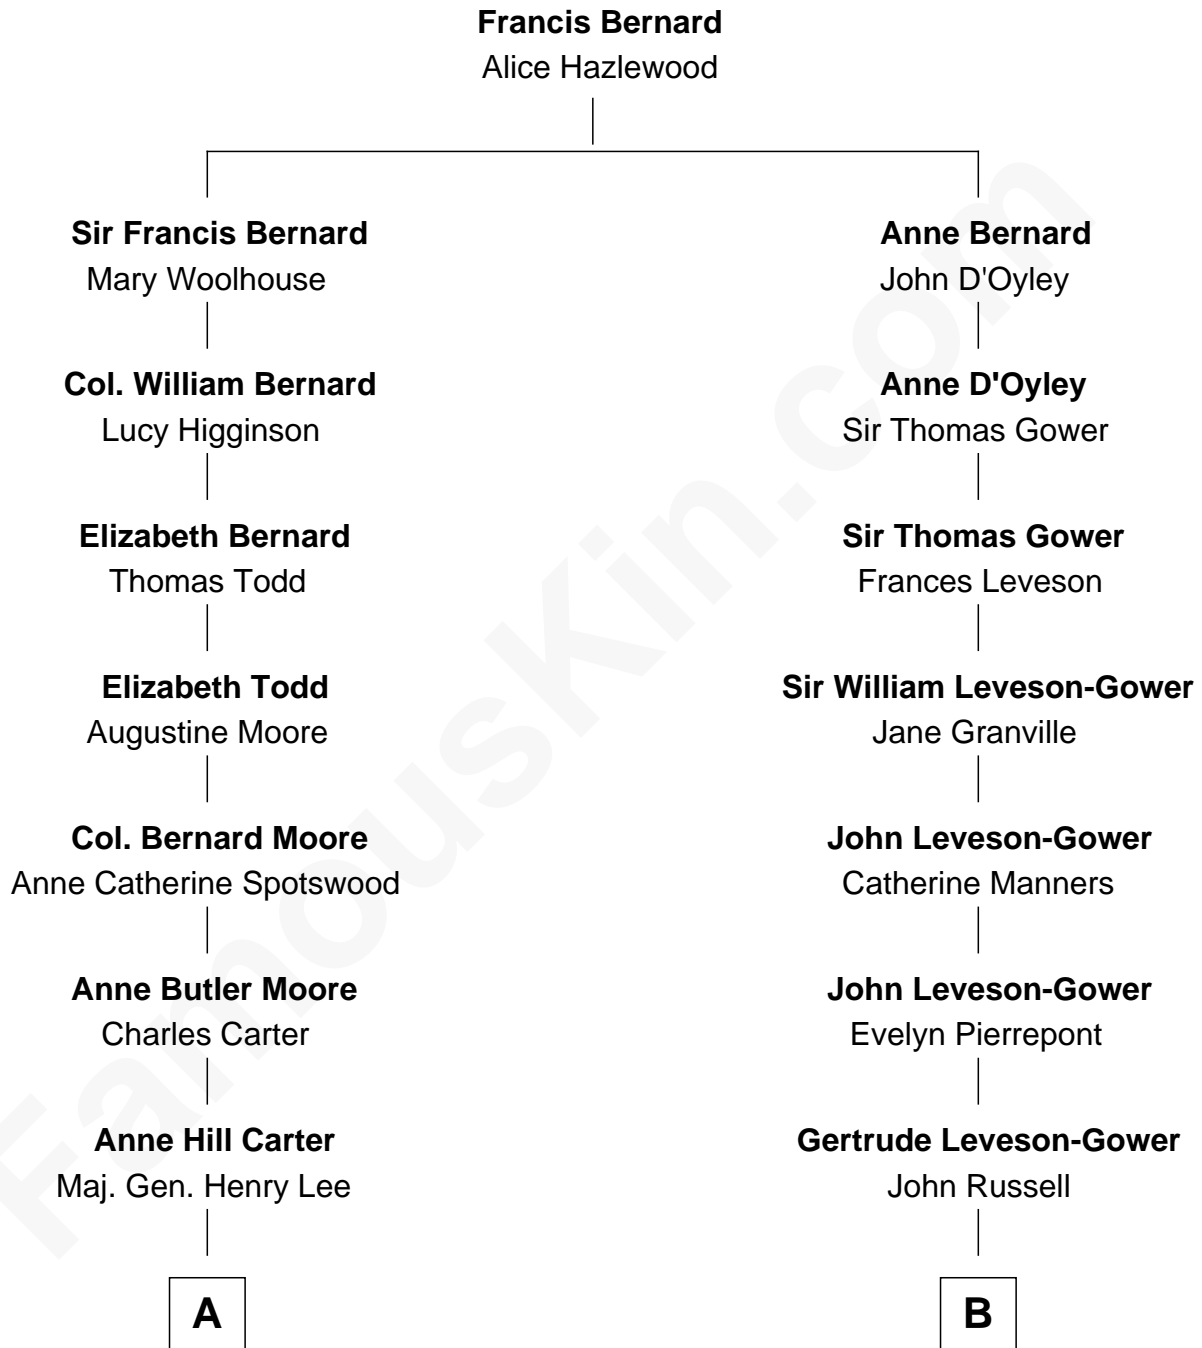 Francis Bernard
Alice Hazlewood
Sir Francis Bernard
Mary Woolhouse
Anne Bernard
John D'Oyley
Col. William Bernard
Lucy Higginson
Anne D'Oyley
Sir Thomas Gower
Elizabeth Bernard
Thomas Todd
Sir Thomas Gower
Frances Leveson
Elizabeth Todd
Augustine Moore
Sir William Leveson-Gower
Jane Granville
Col. Bernard Moore
Anne Catherine Spotswood
John Leveson-Gower
Catherine Manners
Anne Butler Moore
Charles Carter
John Leveson-Gower
Evelyn Pierrepont
Anne Hill Carter
Maj. Gen. Henry Lee
Gertrude Leveson-Gower
John Russell
A
B
FamousKin.com